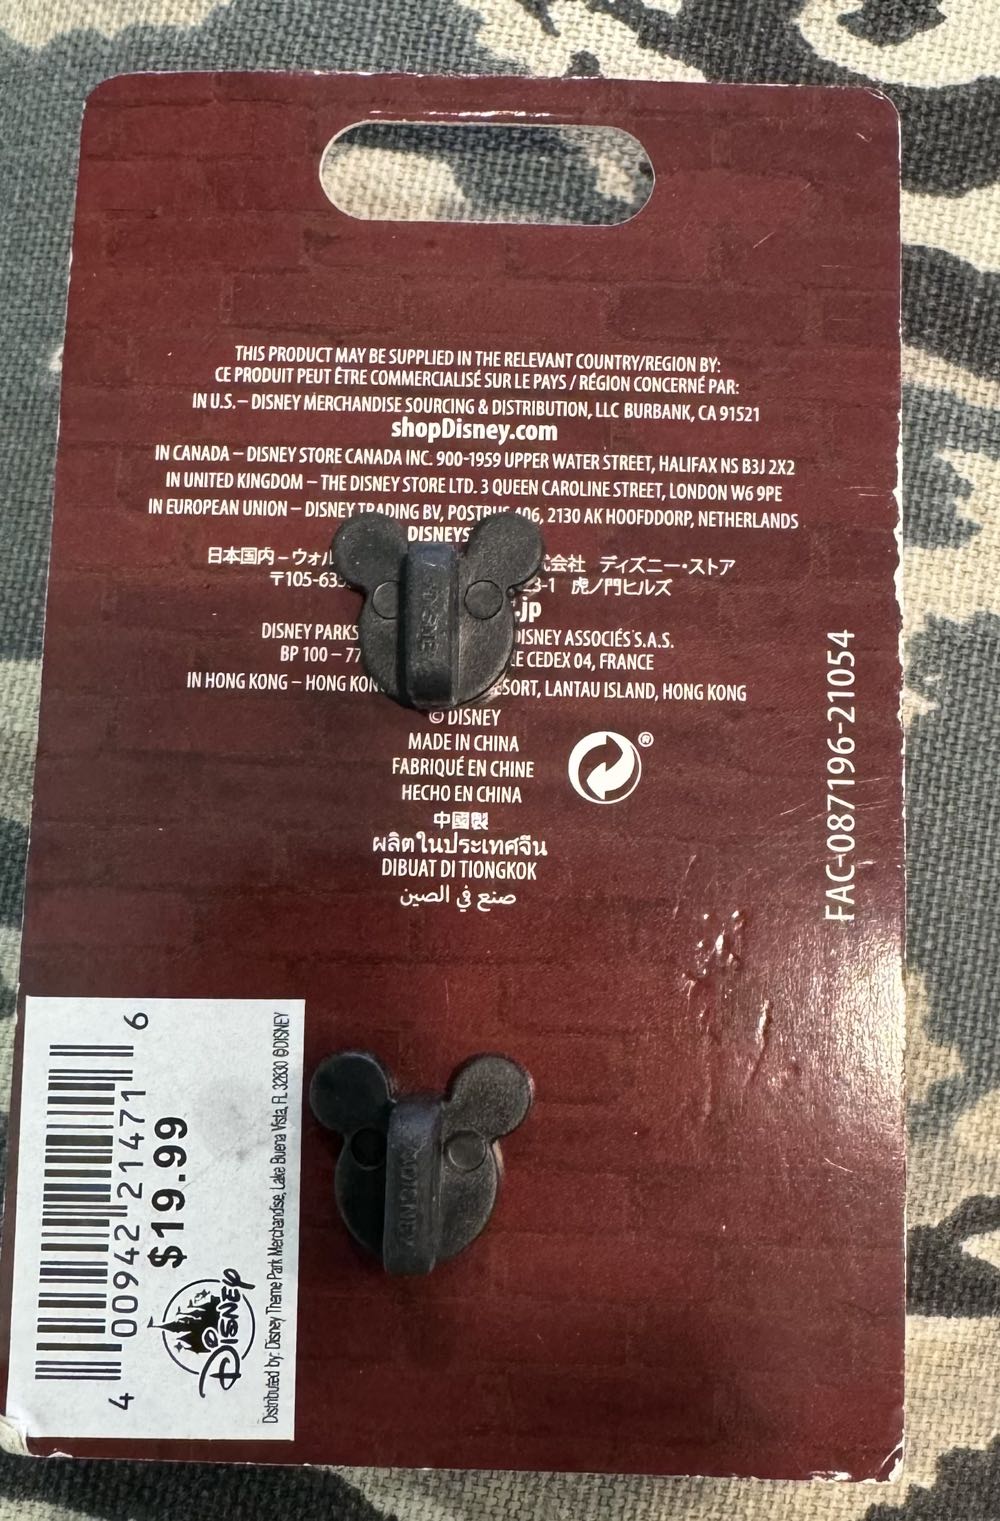 THIS PRODUCT MAY BE SUPPLIED IN THE RELEVANT COUNTRY/REGION BY:
CE PRODUIT PEUT ÊTRE COMMERCIALISÉ SUR LE PAYS / RÉGION CONCERNÉ PAR:
IN U.S. – DISNEY MERCHANDISE SOURCING & DISTRIBUTION, LLC BURBANK, CA 91521
shopDisney.com
IN CANADA – DISNEY STORE CANADA INC. 900-1959 UPPER WATER STREET, HALIFAX NS B3J 2X2
IN UNITED KINGDOM – THE DISNEY STORE LTD. 3 QUEEN CAROLINE STREET, LONDON W6 9PE
IN EUROPEAN UNION – DISNEY TRADING BV, POSTBUS 406, 2130 AK HOOFDDORP, NETHERLANDS
DISNEYS
日本国内 – ウォル 式会社 ディズニー・ストア
〒105-633 23-1 虎ノ門ヒルズ
.jp
DISNEY PARKS DISNEY ASSOCIÉS S.A.S.
BP 100 – 77 LE CEDEX 04, FRANCE
IN HONG KONG – HONG KON ESORT, LANTAU ISLAND, HONG KONG
© DISNEY
MADE IN CHINA
FABRIQUÉ EN CHINE
HECHO EN CHINA
中國製
ผลิตในประเทศจีน
DIBUAT DI TIONGKOK
صنع في الصين
®
FAC-087196-21054
4 00942 21471 6
$19.99
Disney
Distributed by: Disney Theme Park Merchandise, Lake Buena Vista, FL 32830 ©DISNEY
©DISNEY